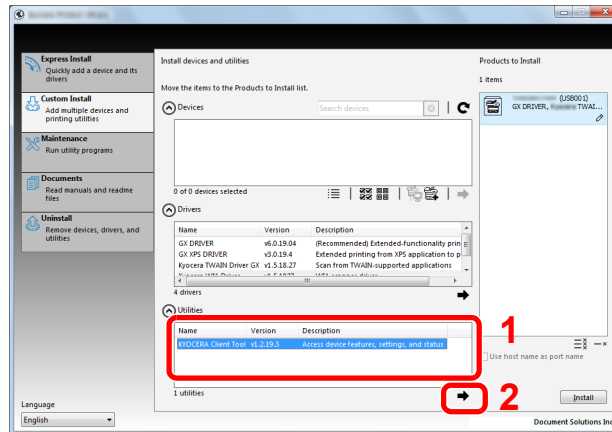 Express Install
Quickly add a device and its
drivers
Custom Install
Add multiple devices and
printing utilities
Maintenance
Run utility programs
Documents
Read manuals and readme
files
Uninstall
Remove devices, drivers, and
utilities
Language
English
Install devices and utilities
Move the items to the Products to Install list.
Devices
Search devices
0 of 0 devices selected
Drivers
Name Version Description
GX DRIVER v6.0.19.04 (Recommended) Extended-functionality prin
GX XPS DRIVER v3.0.19.4 Extended printing from XPS application to p
Kyocera TWAIN Driver GX v1.5.18.27 Scan from TWAIN-supported applications
4 drivers
Utilities
Name Version Description
KYOCERA Client Tool v1.2.19.3 Access device features, settings, and status
1
1 utilities
2
Products to Install
1 items
(USB001)
GX DRIVER, TWAI...
Use host name as port name
Install
Document Solutions Inc